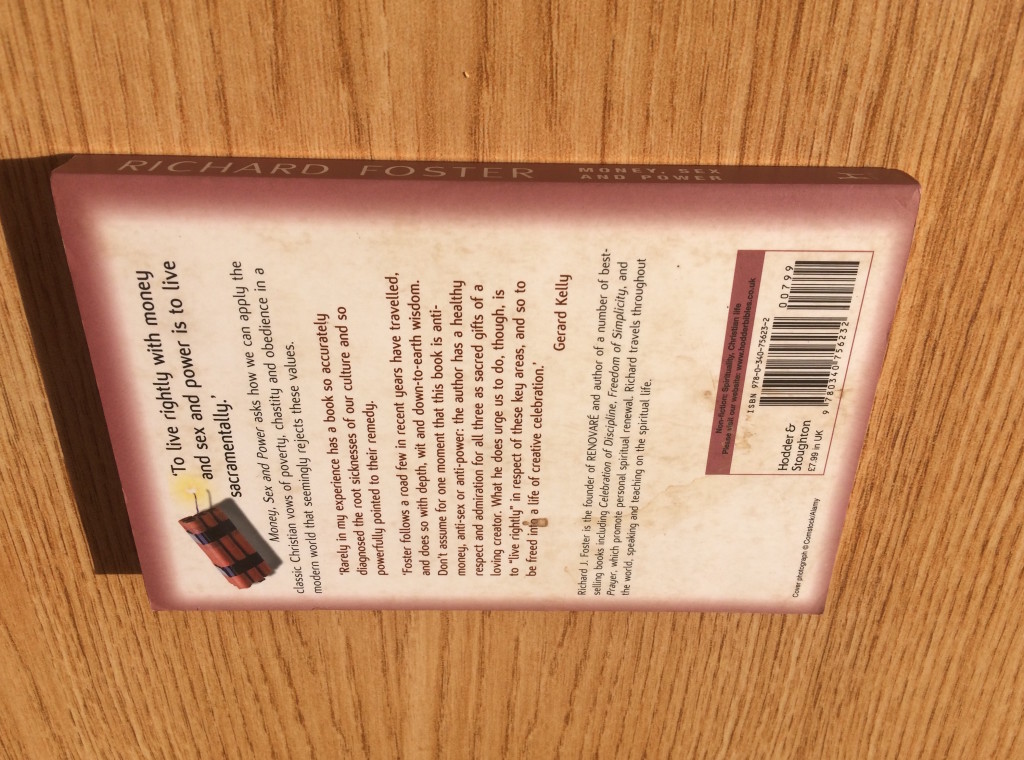 RICHARD FOSTER
MONEY, SEX
AND POWER
'To live rightly with money
and sex and power is to live
sacramentally.'
Money, Sex and Power asks how we can apply the
classic Christian vows of poverty, chastity and obedience in a
modern world that seemingly rejects these values.
'Rarely in my experience has a book so accurately
diagnosed the root sicknesses of our culture and so
powerfully pointed to their remedy.
'Foster follows a road few in recent years have travelled,
and does so with depth, wit and down-to-earth wisdom.
Don't assume for one moment that this book is anti-
money, anti-sex or anti-power: the author has a healthy
respect and admiration for all three as sacred gifts of a
loving creator. What he does urge us to do, though, is
to "live rightly" in respect of these key areas, and so to
be freed into a life of creative celebration.'
Gerard Kelly
Richard J. Foster is the founder of RENOVARÉ and author of a number of best-
selling books including Celebration of Discipline, Freedom of Simplicity, and
Prayer, which promote personal spiritual renewal. Richard travels throughout
the world, speaking and teaching on the spiritual life.
Non-fiction: Spirituality, Christian life
Please visit our website: www.hodderbibles.co.uk
ISBN 978-0-340-75623-2
00799
9 780340 756232
Hodder &
Stoughton
£7.99 in UK
Cover photograph © Comstock/Alamy